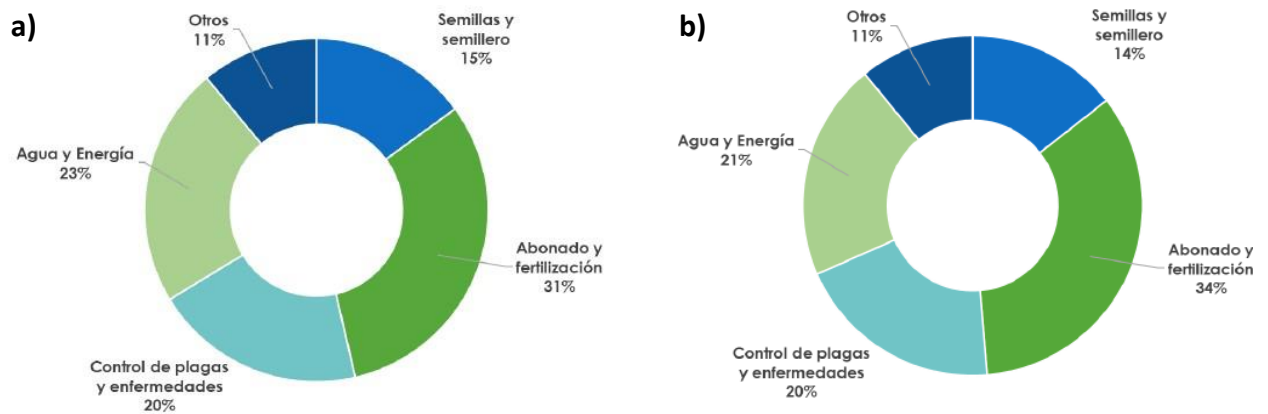 a)
Otros
11%
Semillas y
semillero
15%
Agua y Energía
23%
Abonado y
fertilización
31%
Control de plagas
y enfermedades
20%
b)
Otros
11%
Semillas y
semillero
14%
Agua y Energía
21%
Abonado y
fertilización
34%
Control de plagas
y enfermedades
20%